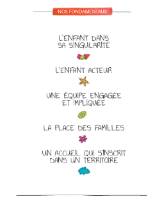 NOS FONDAMENTAUX
L'ENFANT DANS
SA SINGULARITÉ
L'ENFANT ACTEUR
UNE ÉQUIPE ENGAGÉE
ET IMPLIQUÉE
LA PLACE DES FAMILLES
UN ACCUEIL QUI S'INSCRIT
DANS UN TERRITOIRE